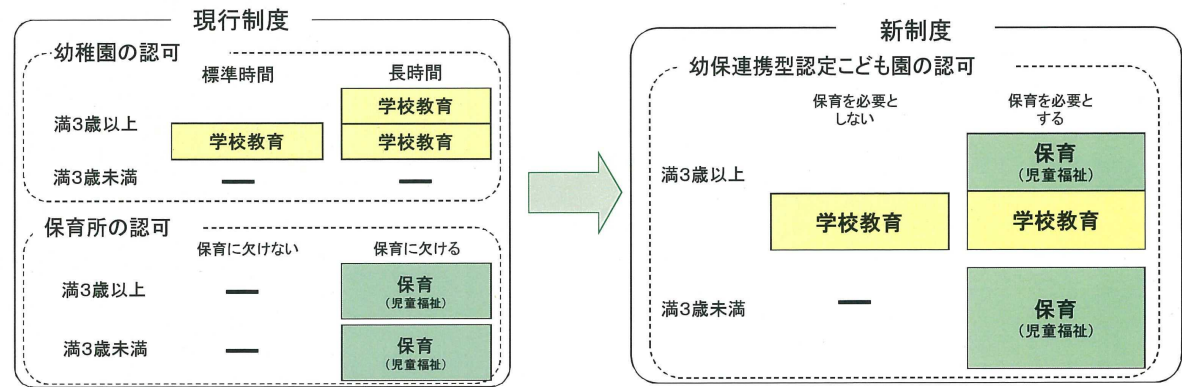 現行制度
幼稚園の認可
標準時間 長時間
学校教育
満3歳以上 学校教育 学校教育
満3歳未満 ー ー
保育所の認可
保育に欠けない 保育に欠ける
満3歳以上 ー 保育
(児童福祉)
満3歳未満 ー 保育
(児童福祉)
新制度
幼保連携型認定こども園の認可
保育を必要と
しない
保育を必要と
する
満3歳以上 保育
(児童福祉)
学校教育 学校教育
満3歳未満 ー 保育
(児童福祉)